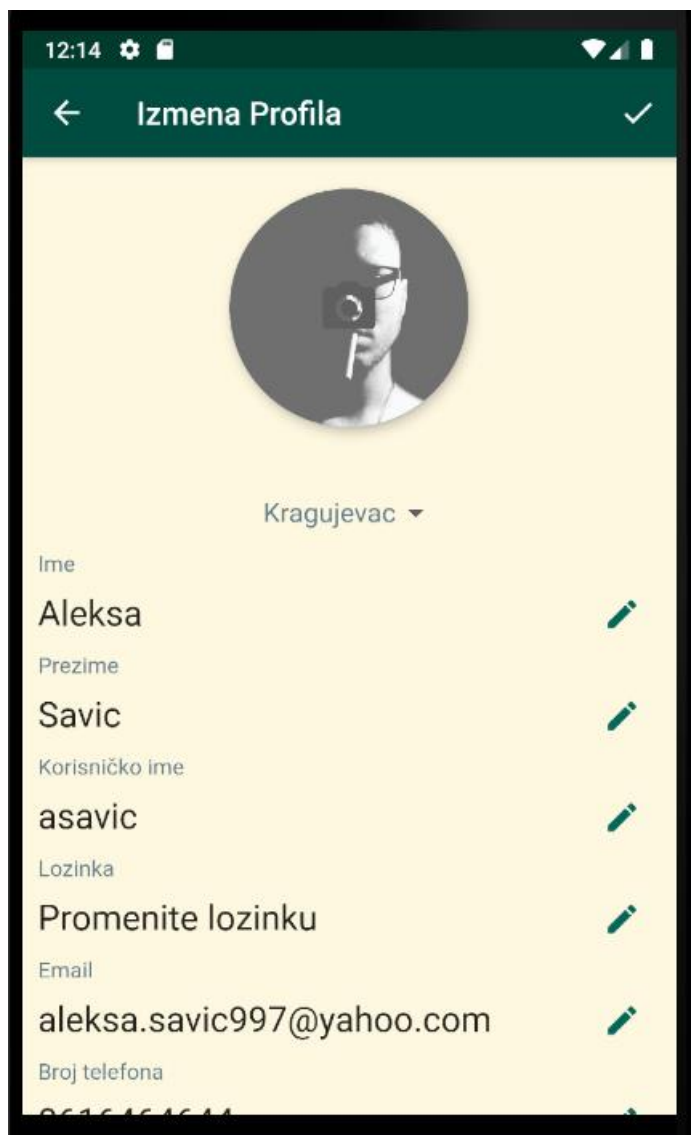 12:14
Izmena Profila
Kragujevac
Ime
Aleksa
Prezime
Savic
Korisničko ime
asavic
Lozinka
Promenite lozinku
Email
aleksa.savic997@yahoo.com
Broj telefona